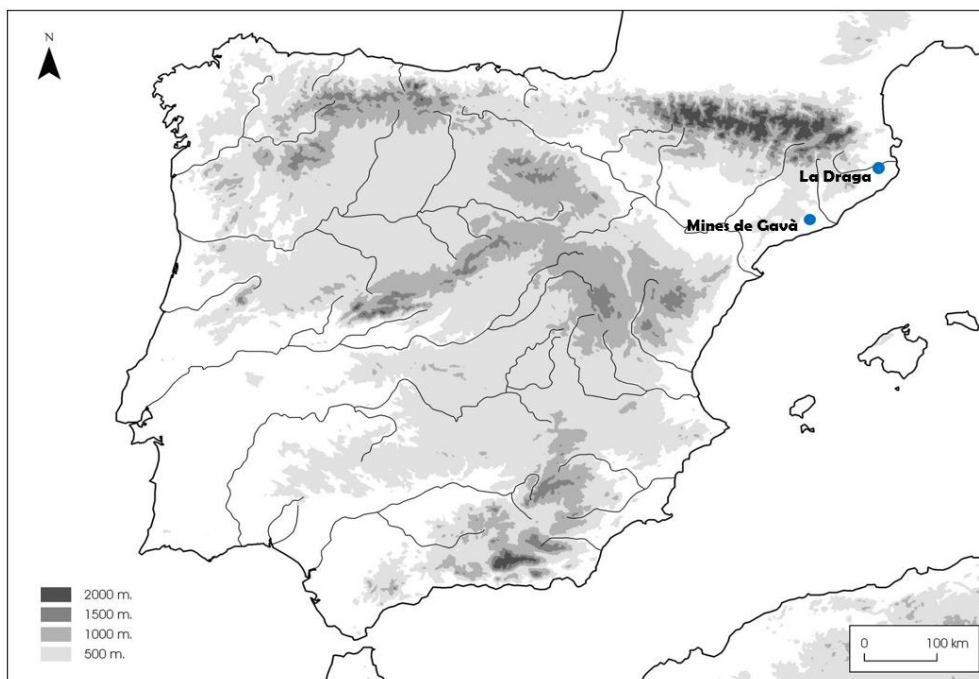 N
La Draga
Mines de Gavà
2000 m.
1500 m.
1000 m.
500 m.
0 100 km